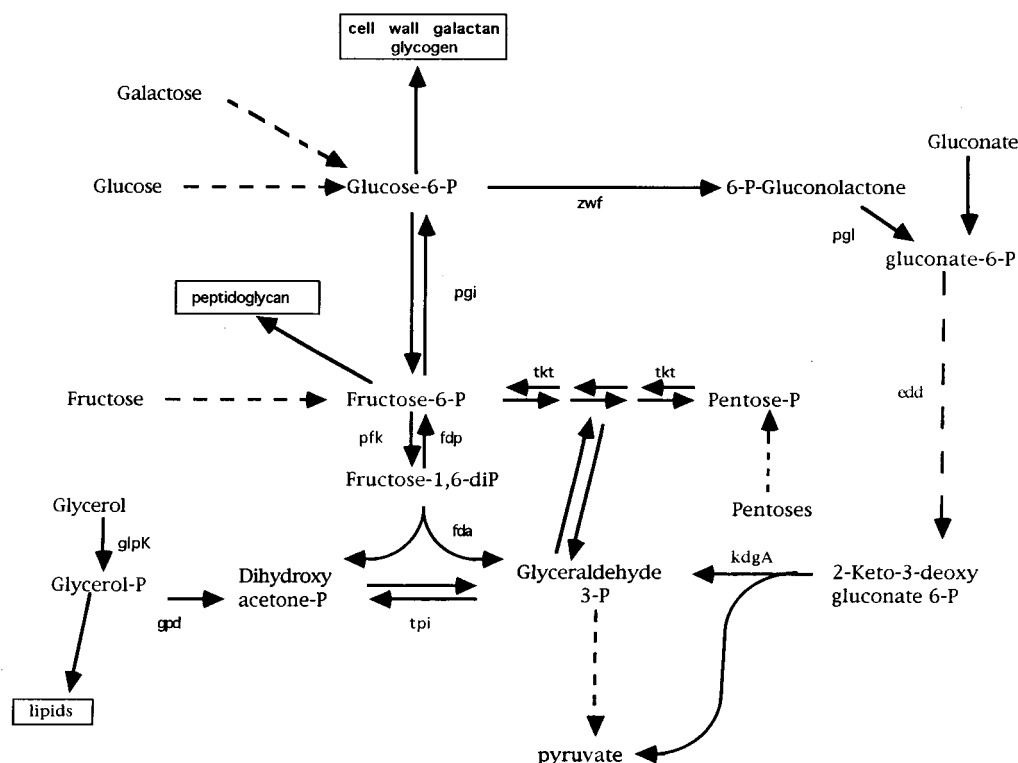 cell wall galactan
glycogen
Galactose
Gluconate
Glucose
Glucose-6-P
6-P-Gluconolactone
zwf
pgl
gluconate-6-P
pgi
peptidoglycan
tkt
tkt
Fructose
Fructose-6-P
Pentose-P
edd
pfk
fdp
Fructose-1,6-diP
Glycerol
Pentoses
fda
glpK
kdgA
Glycerol-P
Dihydroxy
acetone-P
Glyceraldehyde
3-P
2-Keto-3-deoxy
gluconate 6-P
gpd
tpi
lipids
pyruvate